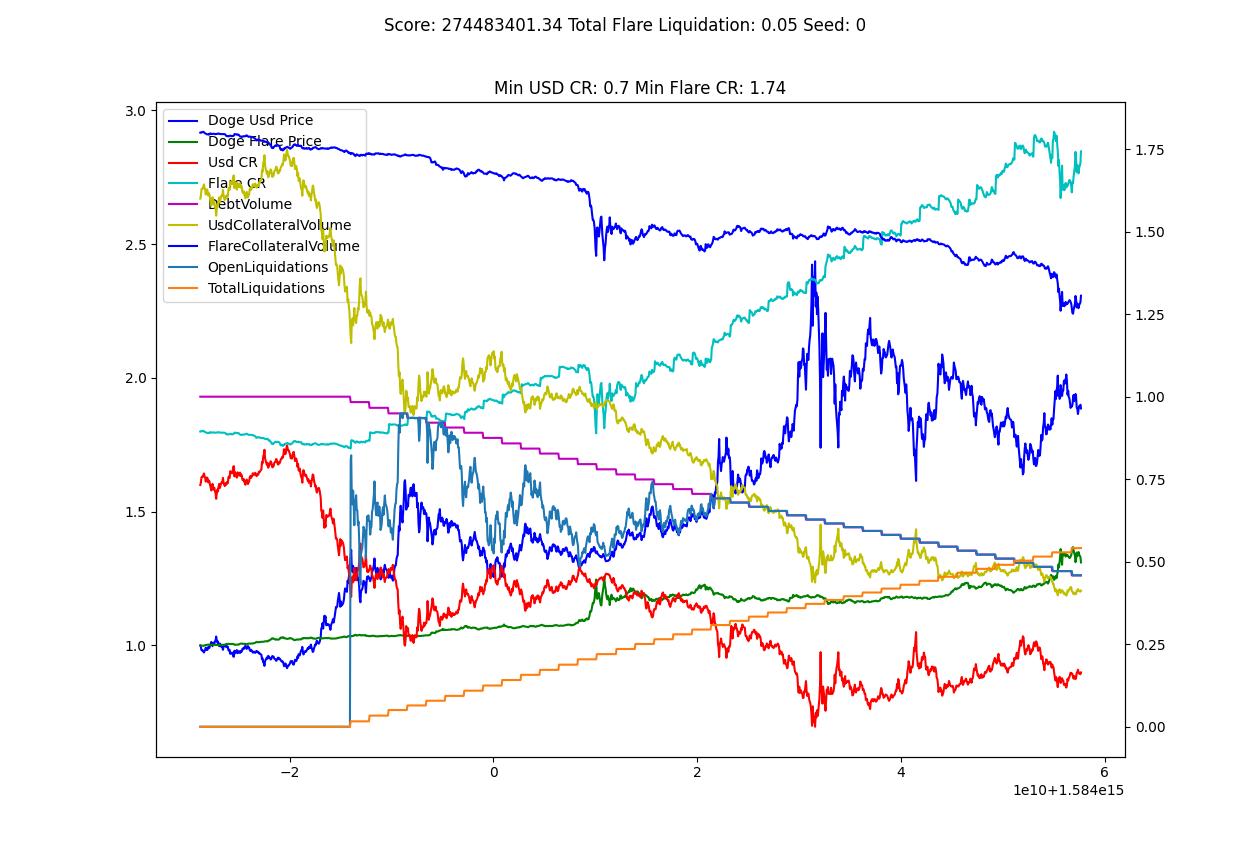 Score: 274483401.34 Total Flare Liquidation: 0.05 Seed: 0
Min USD CR: 0.7 Min Flare CR: 1.74
Doge Usd Price
Doge Flare Price
Usd CR
Flare CR
DebtVolume
UsdCollateralVolume
FlareCollateralVolume
OpenLiquidations
TotalLiquidations
3.0
2.5
2.0
1.5
1.0
1.75
1.50
1.25
1.00
0.75
0.50
0.25
0.00
−2
0
2
4
6
1e10+1.584e15